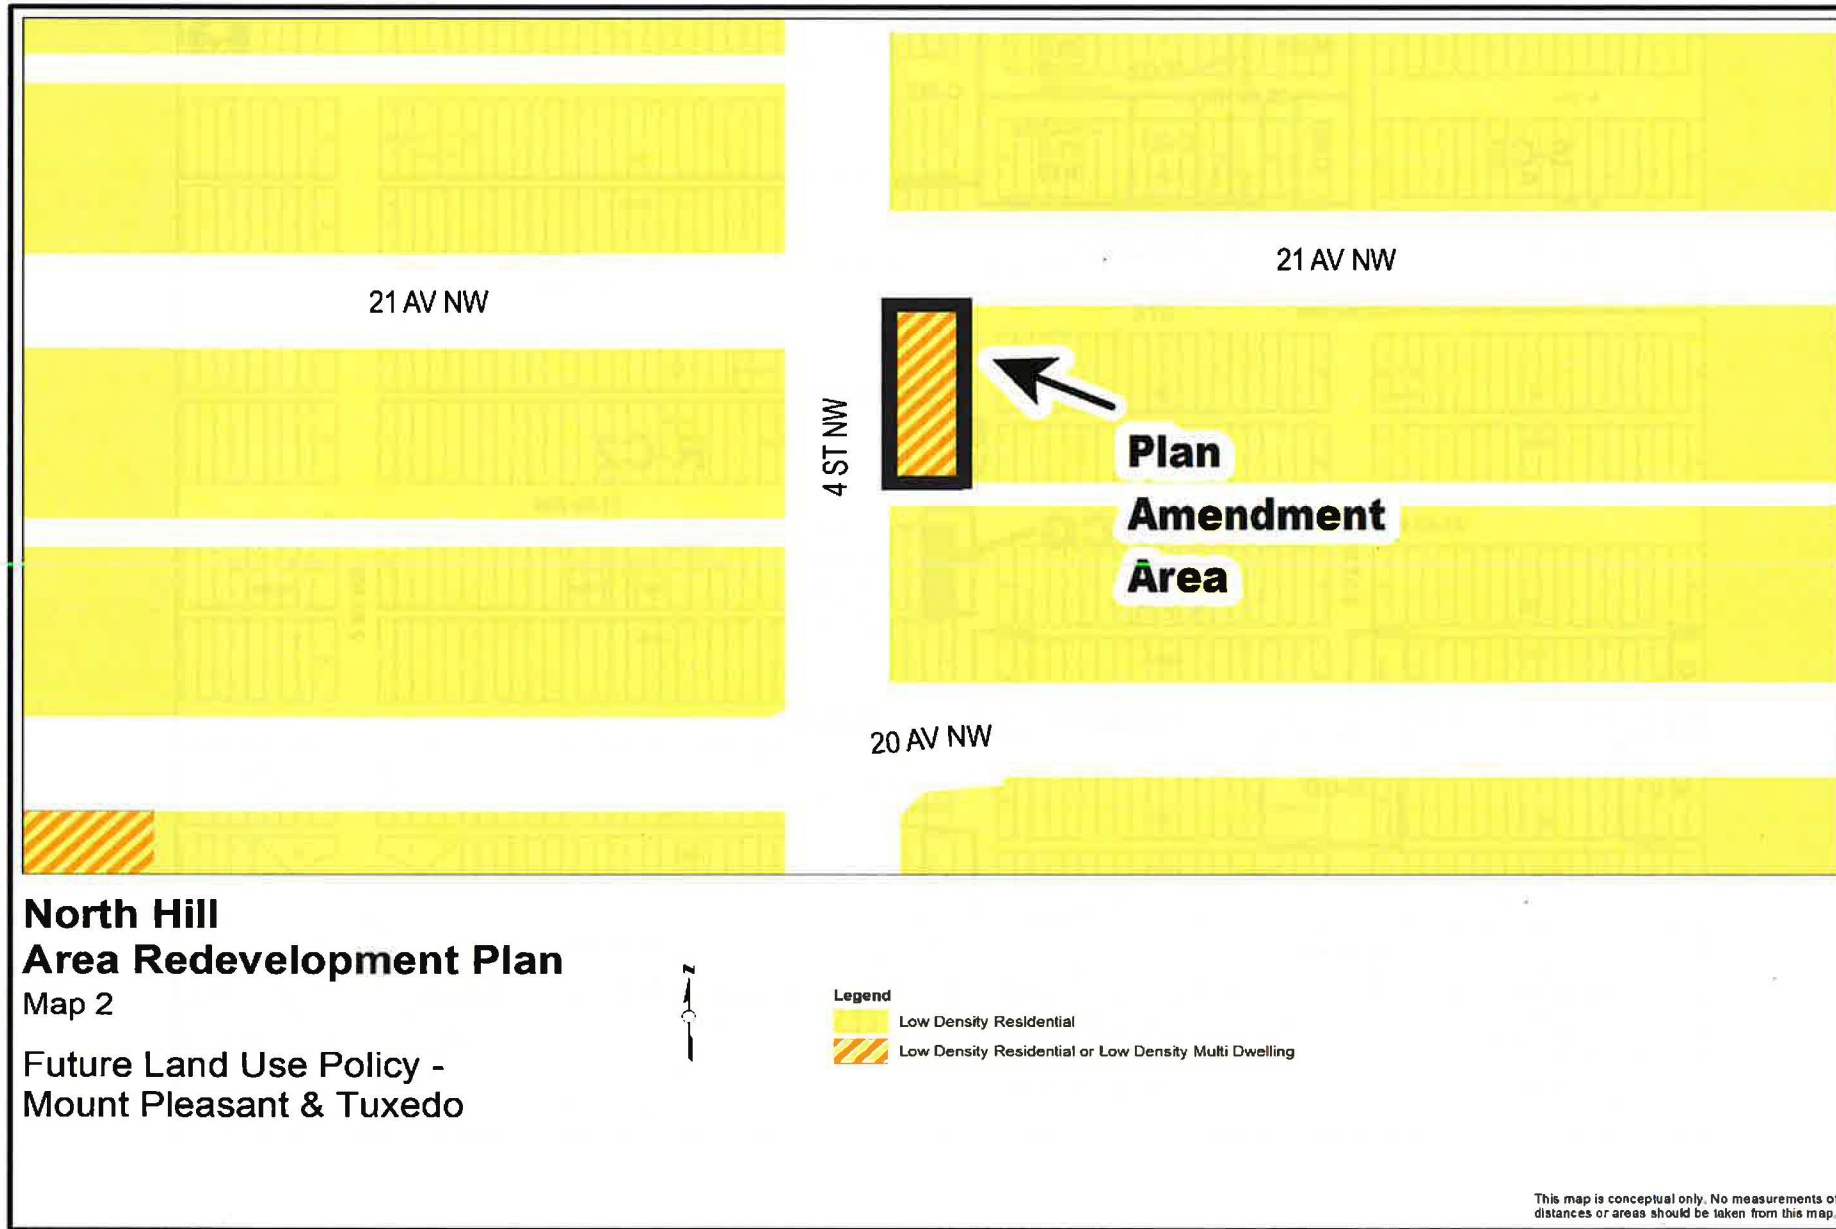 21 AV NW
21 AV NW
4 ST NW
Plan
Amendment
Area
20 AV NW
North Hill
Area Redevelopment Plan
Map 2
Future Land Use Policy -
Mount Pleasant & Tuxedo
N
Legend
Low Density Residential
Low Density Residential or Low Density Multi Dwelling
This map is conceptual only. No measurements of
distances or areas should be taken from this map.